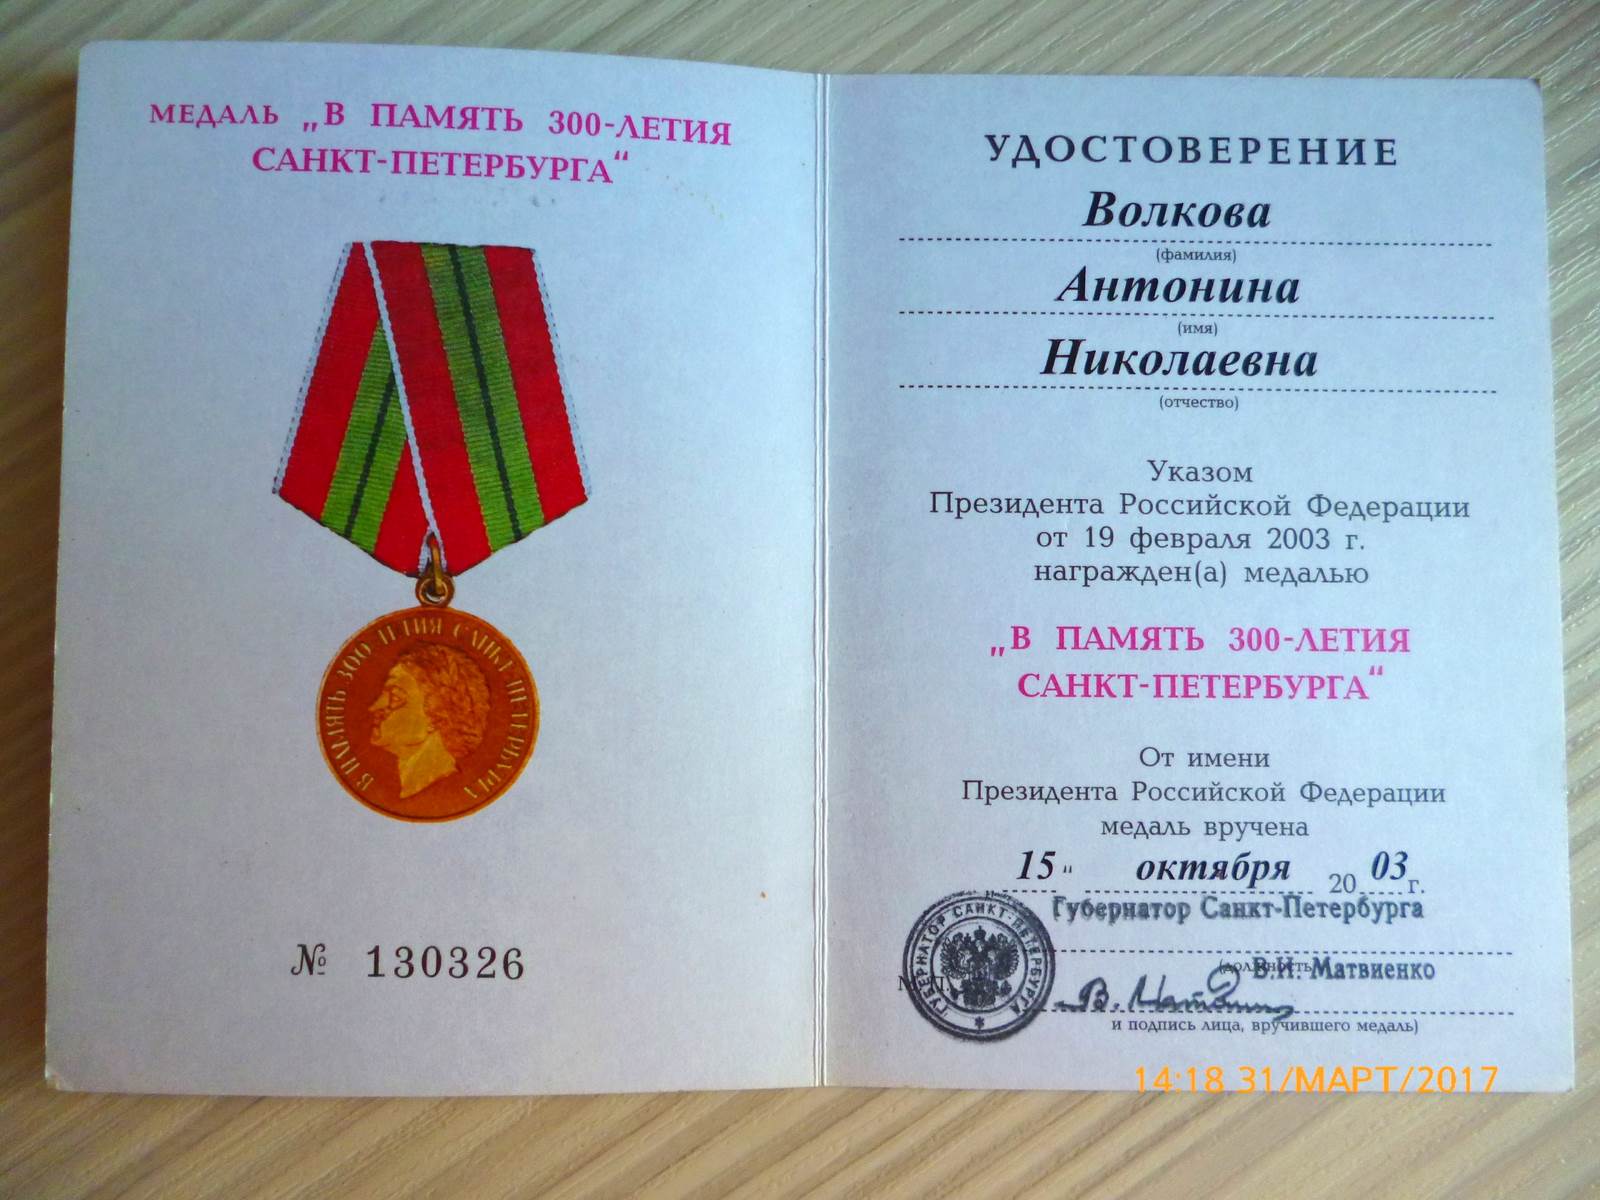 МЕДАЛЬ „В ПАМЯТЬ 300-ЛЕТИЯ
САНКТ-ПЕТЕРБУРГА“
В ПАМЯТЬ 300-ЛЕТИЯ САНКТ-ПЕТЕРБУРГА
№ 130326
УДОСТОВЕРЕНИЕ
Волкова
(фамилия)
Антонина
(имя)
Николаевна
(отчество)
Указом
Президента Российской Федерации
от 19 февраля 2003 г.
награжден(а) медалью
„В ПАМЯТЬ 300-ЛЕТИЯ
САНКТ-ПЕТЕРБУРГА“
От имени
Президента Российской Федерации
медаль вручена
15 “ октября 2003 г.
Губернатор Санкт-Петербурга
ГУБЕРНАТОР САНКТ-ПЕТЕРБУРГА
(должность
В.И. Матвиенко
М.П.
и подпись лица, вручившего медаль)
14:18 31/МАРТ/2017